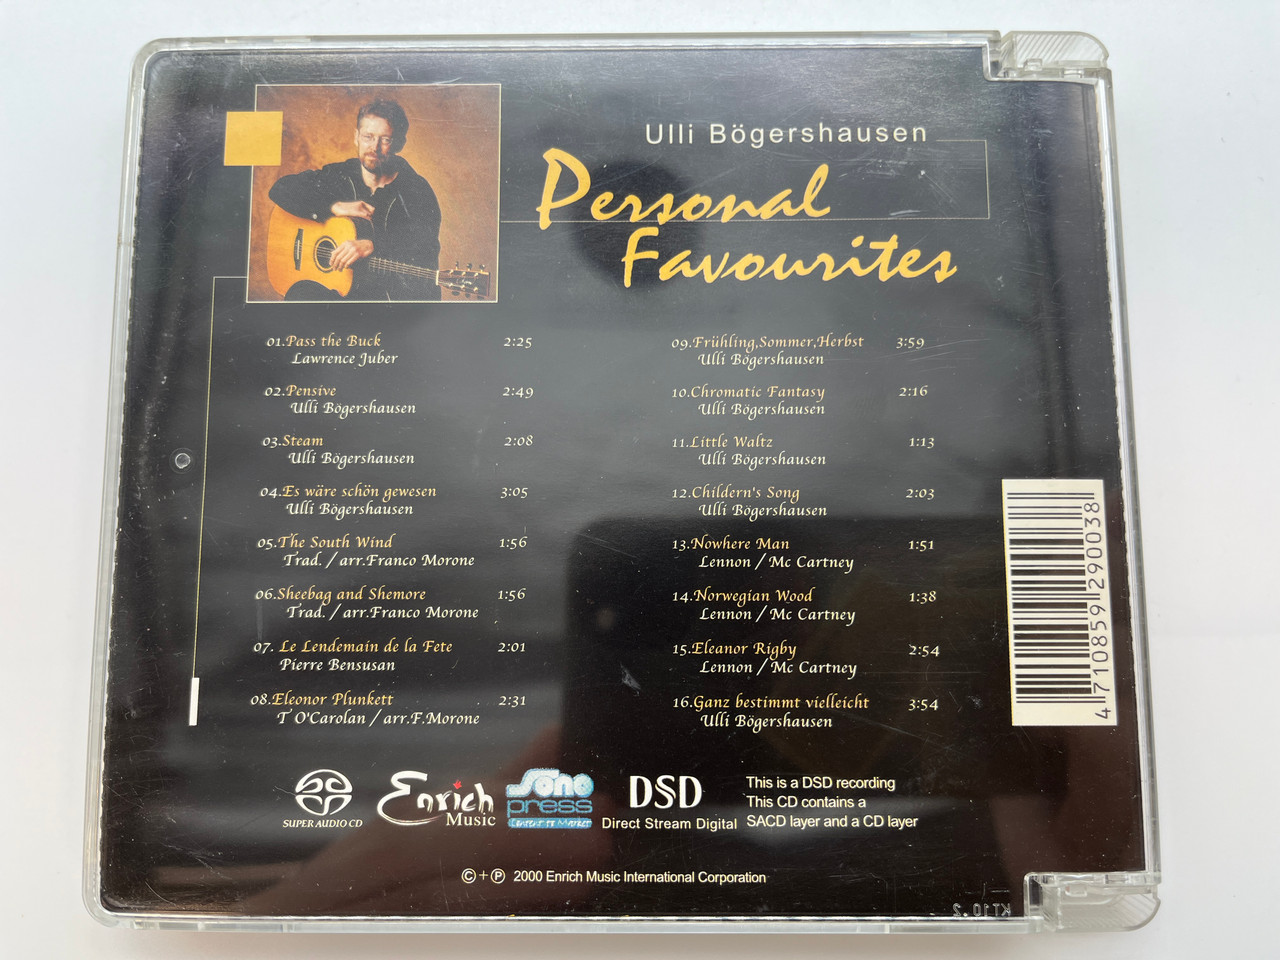 Ulli Bögershausen
Personal
Favourites
01.Pass the Buck 2:25
Lawrence Juber
02.Pensive 2:49
Ulli Bögershausen
03.Steam 2:08
Ulli Bögershausen
04.Es wäre schön gewesen 3:05
Ulli Bögershausen
05.The South Wind 1:56
Trad. / arr.Franco Morone
06.Sheebag and Shemore 1:56
Trad. / arr.Franco Morone
07. Le Lendemain de la Fete 2:01
Pierre Bensusan
08.Eleonor Plunkett 2:31
T O'Carolan / arr.F.Morone
09.Frühling,Sommer,Herbst 3:59
Ulli Bögershausen
10.Chromatic Fantasy 2:16
Ulli Bögershausen
11.Little Waltz 1:13
Ulli Bögershausen
12.Childern's Song 2:03
Ulli Bögershausen
13.Nowhere Man 1:51
Lennon / Mc Cartney
14.Norwegian Wood 1:38
Lennon / Mc Cartney
15.Eleanor Rigby 2:54
Lennon / Mc Cartney
16.Ganz bestimmt vielleicht 3:54
Ulli Bögershausen
4 710859 290038
SUPER AUDIO CD
Enrich
Music
Sono
press
Content to Market
DSD
Direct Stream Digital
This is a DSD recording
This CD contains a
SACD layer and a CD layer
©+℗ 2000 Enrich Music International Corporation
KT10.2